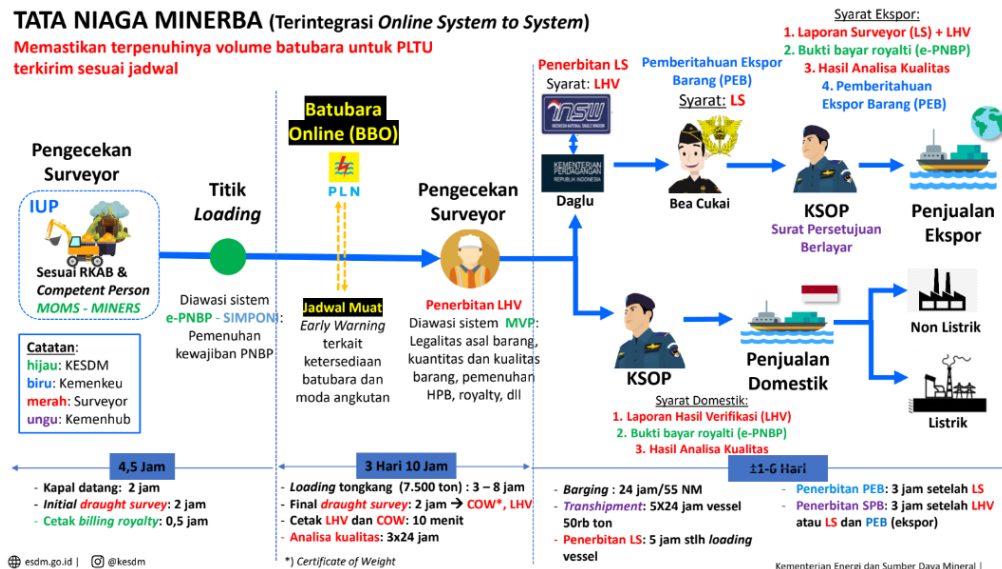 TATA NIAGA MINERBA (Terintegrasi Online System to System)
Memastikan terpenuhinya volume batubara untuk PLTU
terkirim sesuai jadwal
Pengecekan
Surveyor
IUP
Sesuai RKAB &
Competent Person
MOMS - MINERS
Catatan:
hijau: KESDM
biru: Kemenkeu
merah: Surveyor
ungu: Kemenhub
Titik
Loading
Diawasi sistem
e-PNBP - SIMPONI:
Pemenuhan
kewajiban PNBP
Batubara
Online (BBO)
PLN
Jadwal Muat
Early Warning
terkait
ketersediaan
batubara dan
moda angkutan
Pengecekan
Surveyor
Penerbitan LHV
Diawasi sistem MVP:
Legalitas asal barang,
kuantitas dan kualitas
barang, pemenuhan
HPB, royalty, dll
Penerbitan LS
Syarat: LHV
NSW
INDONESIA NATIONAL SINGLE WINDOW
KEMENTERIAN
PERDAGANGAN
REPUBLIK INDONESIA
Daglu
Pemberitahuan Ekspor
Barang (PEB)
Syarat: LS
Bea Cukai
Syarat Ekspor:
1. Laporan Surveyor (LS) + LHV
2. Bukti bayar royalti (e-PNBP)
3. Hasil Analisa Kualitas
4. Pemberitahuan
Ekspor Barang (PEB)
KSOP
Surat Persetujuan
Berlayar
Penjualan
Ekspor
KSOP
Penjualan
Domestik
Syarat Domestik:
1. Laporan Hasil Verifikasi (LHV)
2. Bukti bayar royalti (e-PNBP)
3. Hasil Analisa Kualitas
Non Listrik
Listrik
4,5 Jam
- Kapal datang: 2 jam
- Initial draught survey: 2 jam
- Cetak billing royalty: 0,5 jam
3 Hari 10 Jam
- Loading tongkang (7.500 ton) : 3 – 8 jam
- Final draught survey: 2 jam → COW*, LHV
- Cetak LHV dan COW: 10 menit
- Analisa kualitas: 3x24 jam
*) Certificate of Weight
±1-6 Hari
- Barging : 24 jam/55 NM
- Transhipment: 5X24 jam vessel
50rb ton
- Penerbitan LS: 5 jam stlh loading
vessel
- Penerbitan PEB: 3 jam setelah LS
- Penerbitan SPB: 3 jam setelah LHV
atau LS dan PEB (ekspor)
esdm.go.id | @kesdm
Kementerian Energi dan Sumber Daya Mineral |